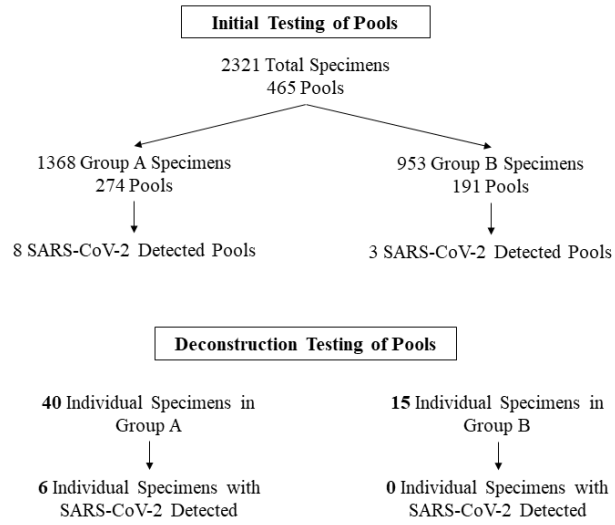 Initial Testing of Pools
2321 Total Specimens
465 Pools
1368 Group A Specimens
274 Pools
953 Group B Specimens
191 Pools
8 SARS-CoV-2 Detected Pools
3 SARS-CoV-2 Detected Pools
Deconstruction Testing of Pools
40 Individual Specimens in
Group A
15 Individual Specimens in
Group B
6 Individual Specimens with
SARS-CoV-2 Detected
0 Individual Specimens with
SARS-CoV-2 Detected